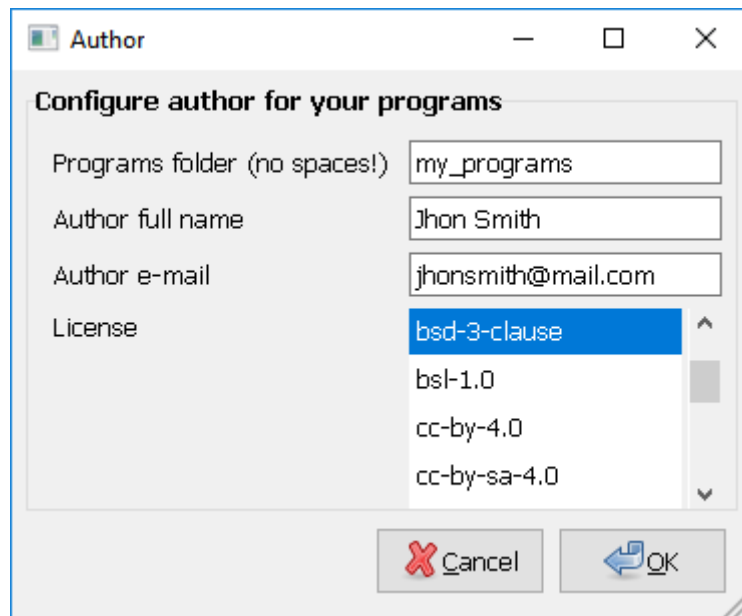 Author
Configure author for your programs
Programs folder (no spaces!) my_programs
Author full name Jhon Smith
Author e-mail jhonsmith@mail.com
License bsd-3-clause
bsl-1.0
cc-by-4.0
cc-by-sa-4.0
Cancel OK